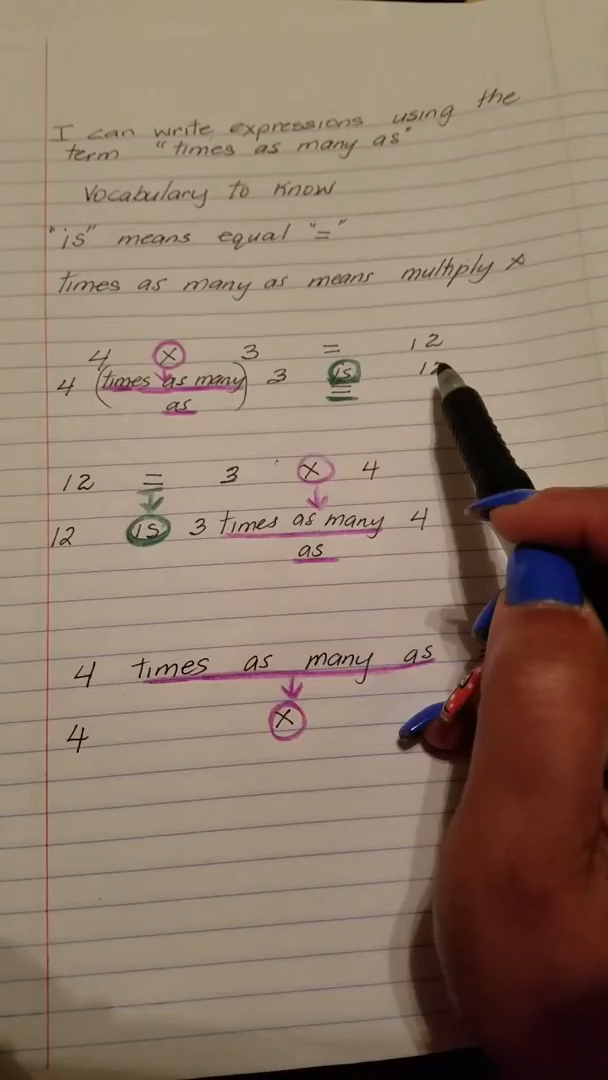 I can write expressions using the
term "times as many as"
Vocabulary to know
"is" means equal "="
times as many as means multiply x
4 x 3 = 12
4 (times as many as) 3 is 12
=
12 = 3 x 4
12 is 3 times as many as 4
4 times as many as
4 x